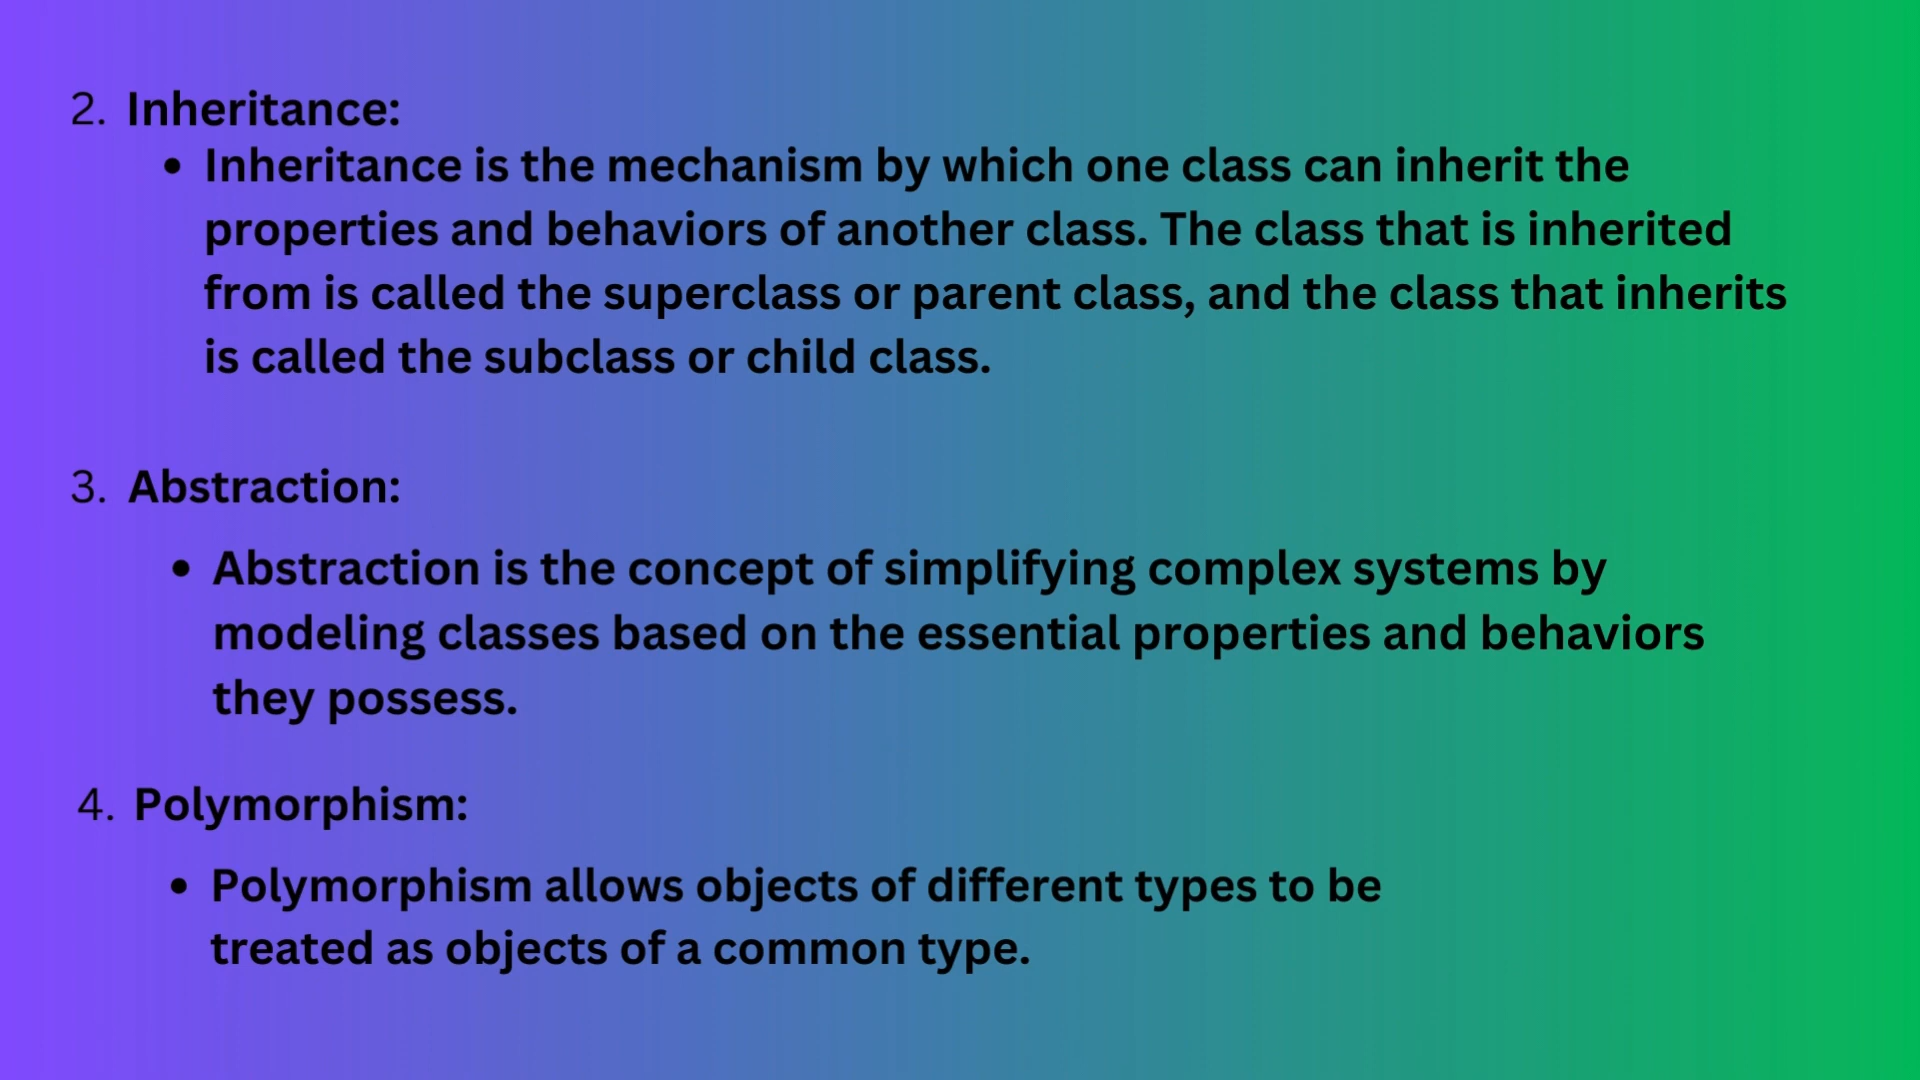 2. Inheritance:
• Inheritance is the mechanism by which one class can inherit the
properties and behaviors of another class. The class that is inherited
from is called the superclass or parent class, and the class that inherits
is called the subclass or child class.
3. Abstraction:
• Abstraction is the concept of simplifying complex systems by
modeling classes based on the essential properties and behaviors
they possess.
4. Polymorphism:
• Polymorphism allows objects of different types to be
treated as objects of a common type.